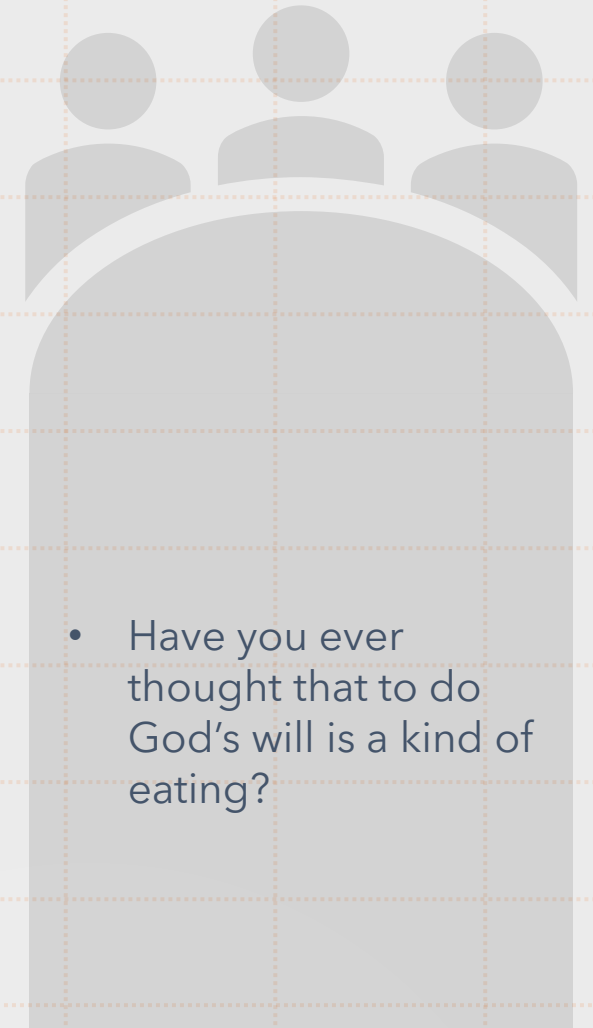 • Have you ever
thought that to do
God’s will is a kind of
eating?